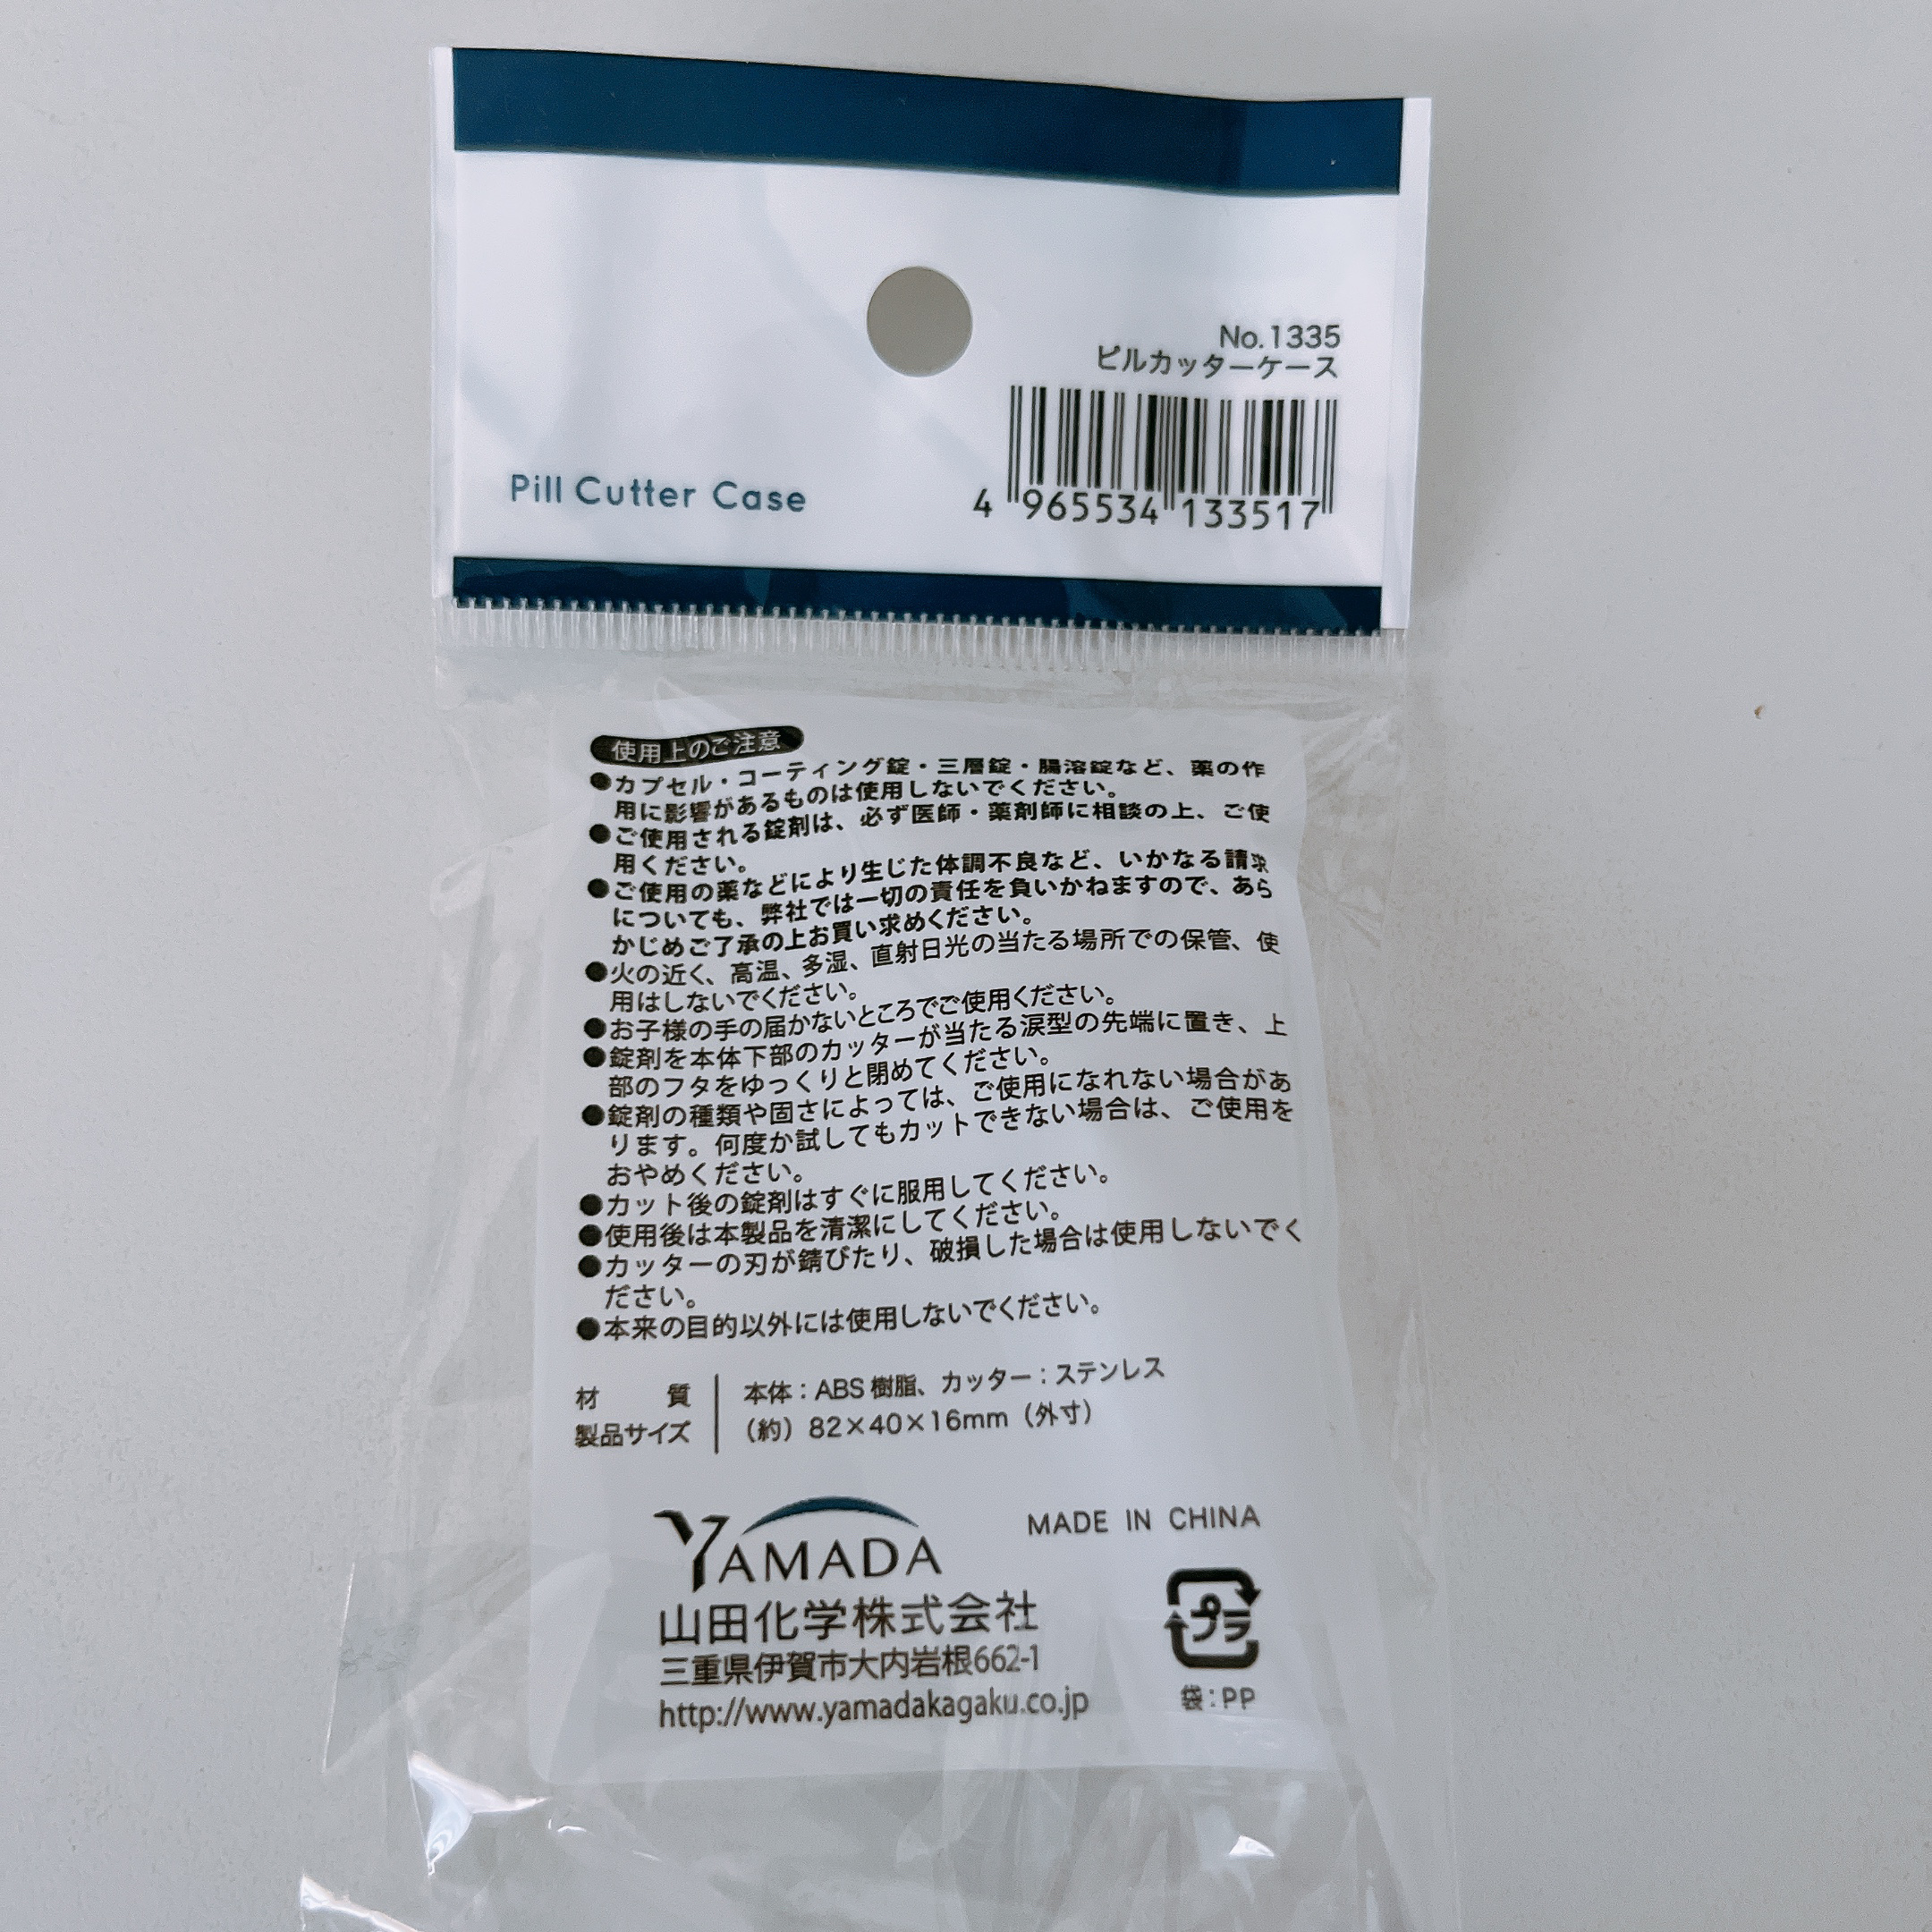 No.1335
ピルカッターケース
Pill Cutter Case
4 965534 133517
使用上のご注意
●カプセル・コーティング錠・三層錠・腸溶錠など、薬の作
用に影響があるものは使用しないでください。
●ご使用される錠剤は、必ず医師・薬剤師に相談の上、ご使
用ください。
●ご使用の薬などにより生じた体調不良など、いかなる請求
についても、弊社では一切の責任を負いかねますので、あら
かじめご了承の上お買い求めください。
●火の近く、高温、多湿、直射日光の当たる場所での保管、使
用はしないでください。
●お子様の手の届かないところでご使用ください。
●錠剤を本体下部のカッターが当たる涙型の先端に置き、上
部のフタをゆっくりと閉めてください。
●錠剤の種類や固さによっては、ご使用になれない場合があ
ります。何度か試してもカットできない場合は、ご使用を
おやめください。
●カット後の錠剤はすぐに服用してください。
●使用後は本製品を清潔にしてください。
●カッターの刃が錆びたり、破損した場合は使用しないでく
ださい。
●本来の目的以外には使用しないでください。
材質 本体：ABS樹脂、カッター：ステンレス
製品サイズ （約）82×40×16mm（外寸）
YAMADA
MADE IN CHINA
山田化学株式会社
三重県伊賀市大内岩根662-1
http://www.yamadakagaku.co.jp
プラ
袋：PP